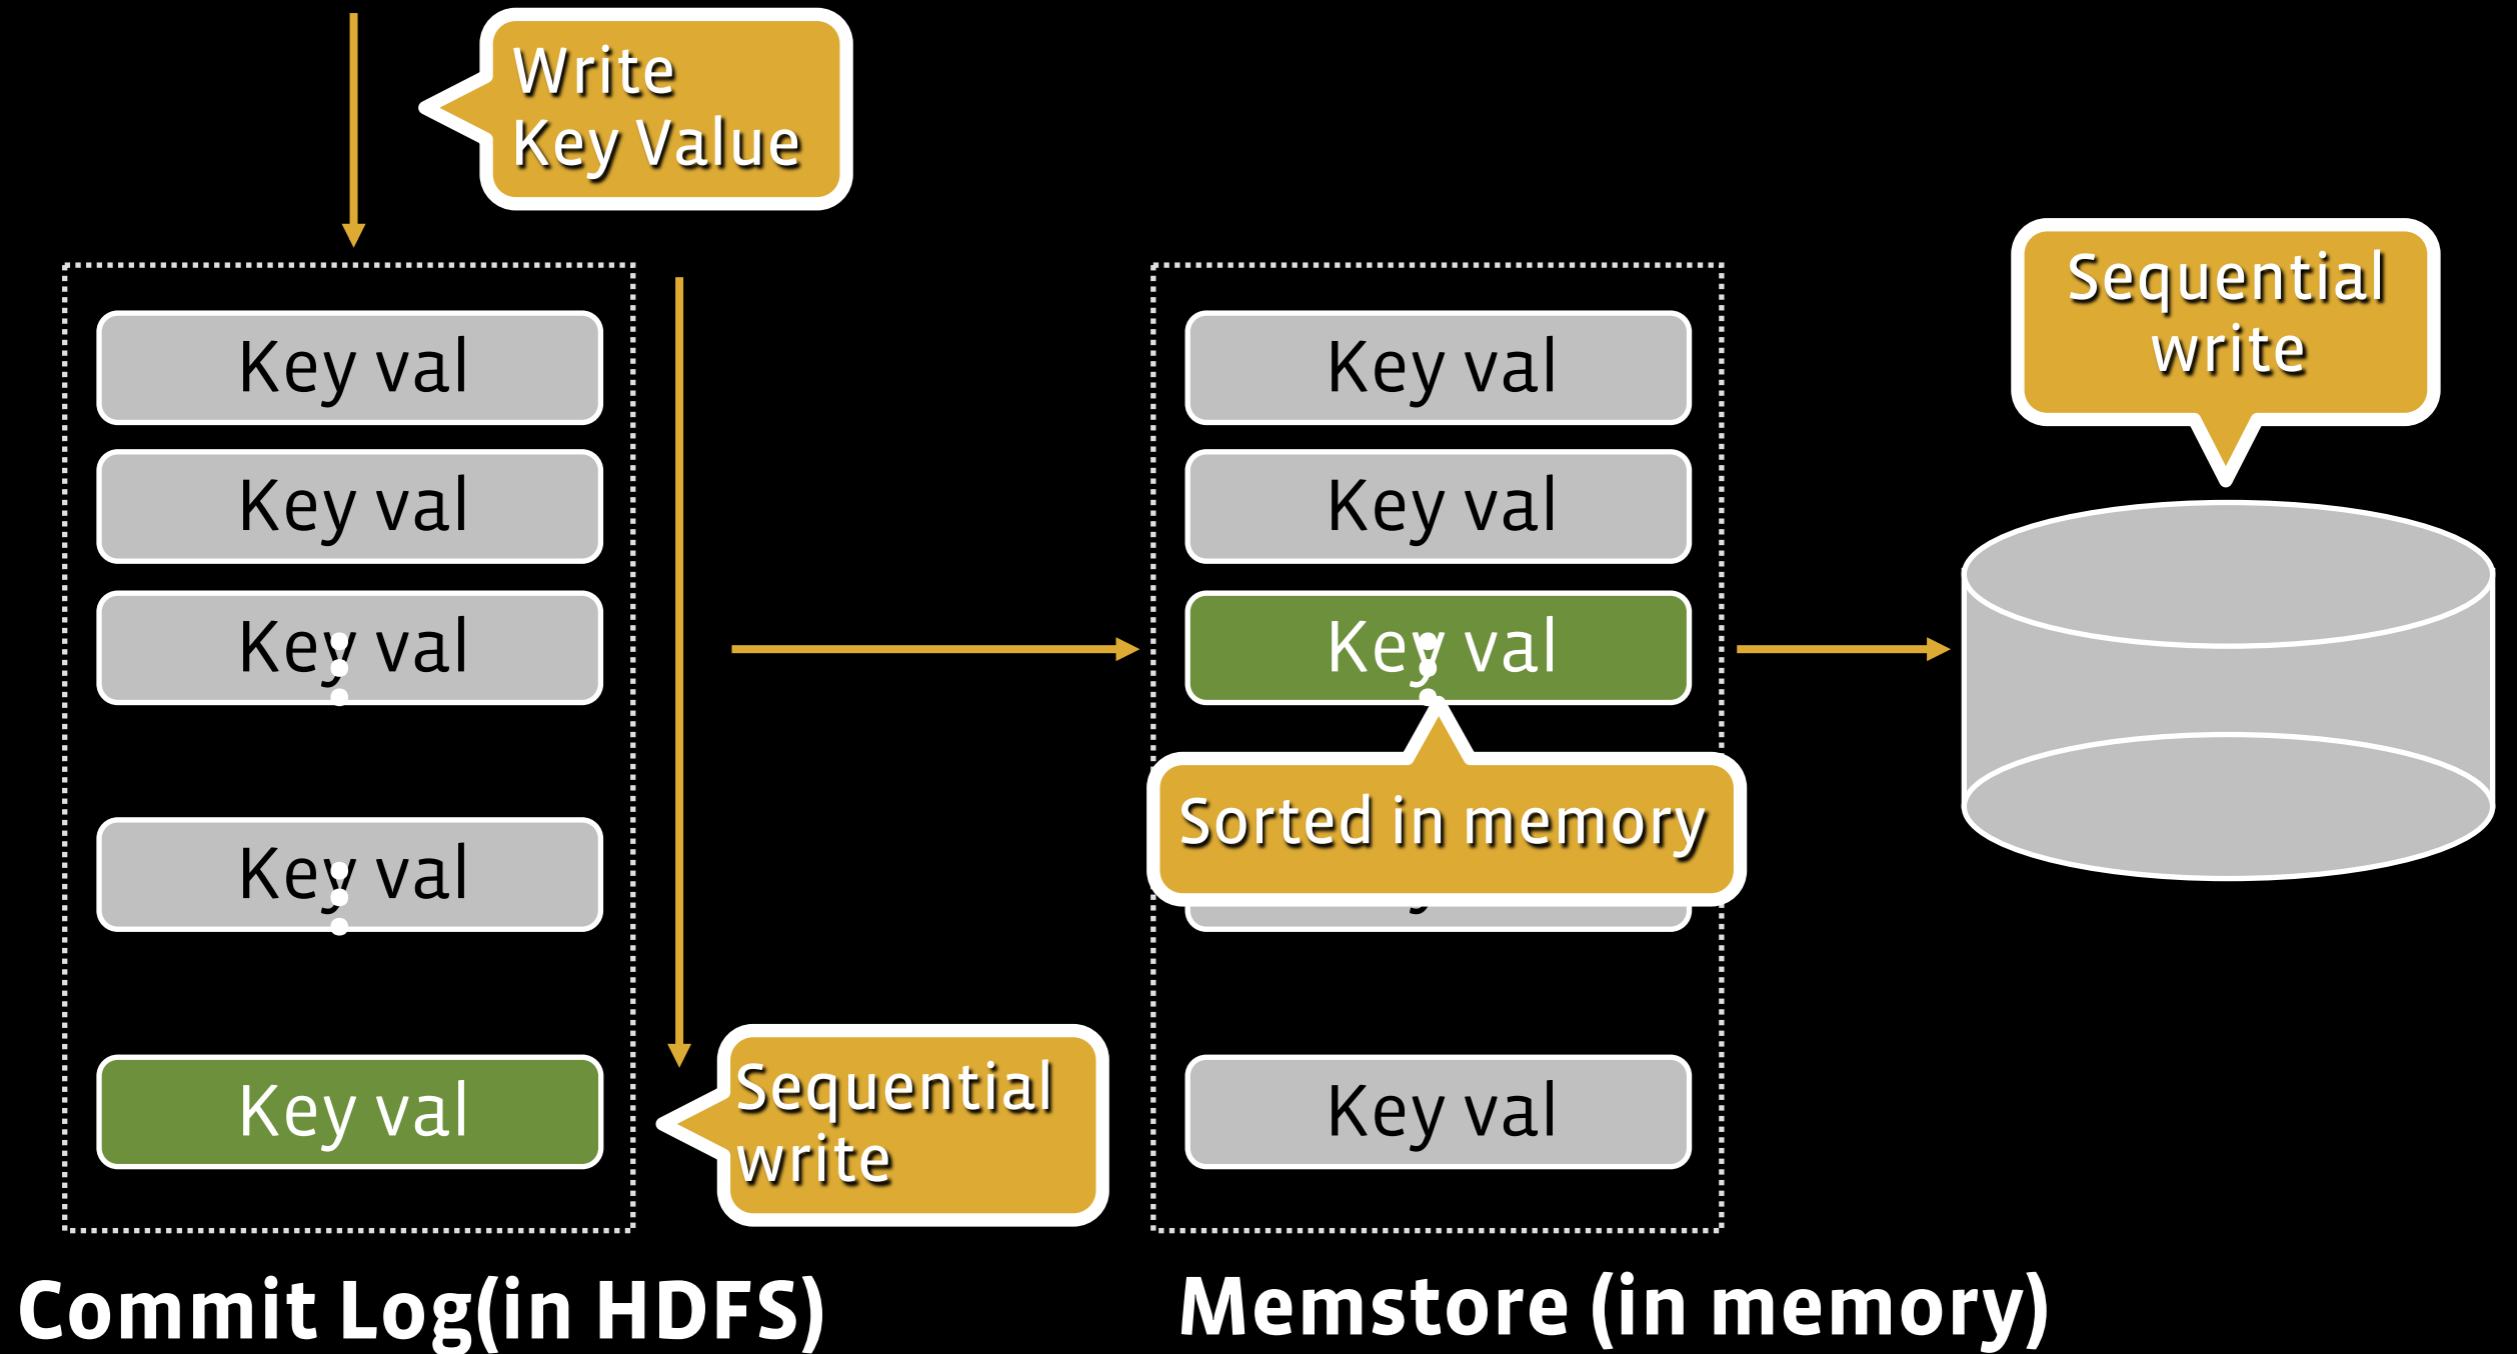 Write
Key Value
Sequential
write
Key val
Key val
Key val
Key val
Key val
Sequential
write
Key val
Key val
Key val
Sorted in memory
Key val
Commit Log(in HDFS)
Memstore (in memory)